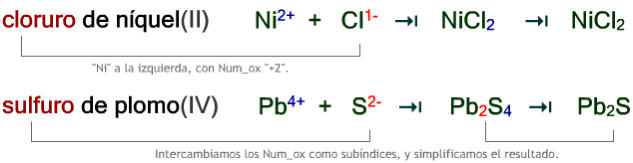 cloruro de níquel(II) Ni2+ + Cl1- →I NiCl2 →I NiCl2
"Ni" a la izquierda, con Num_ox "+2".
sulfuro de plomo(IV) Pb4+ + S2- →I Pb2S4 →I Pb2S
Intercambiamos los Num_ox como subíndices, y simplificamos el resultado.